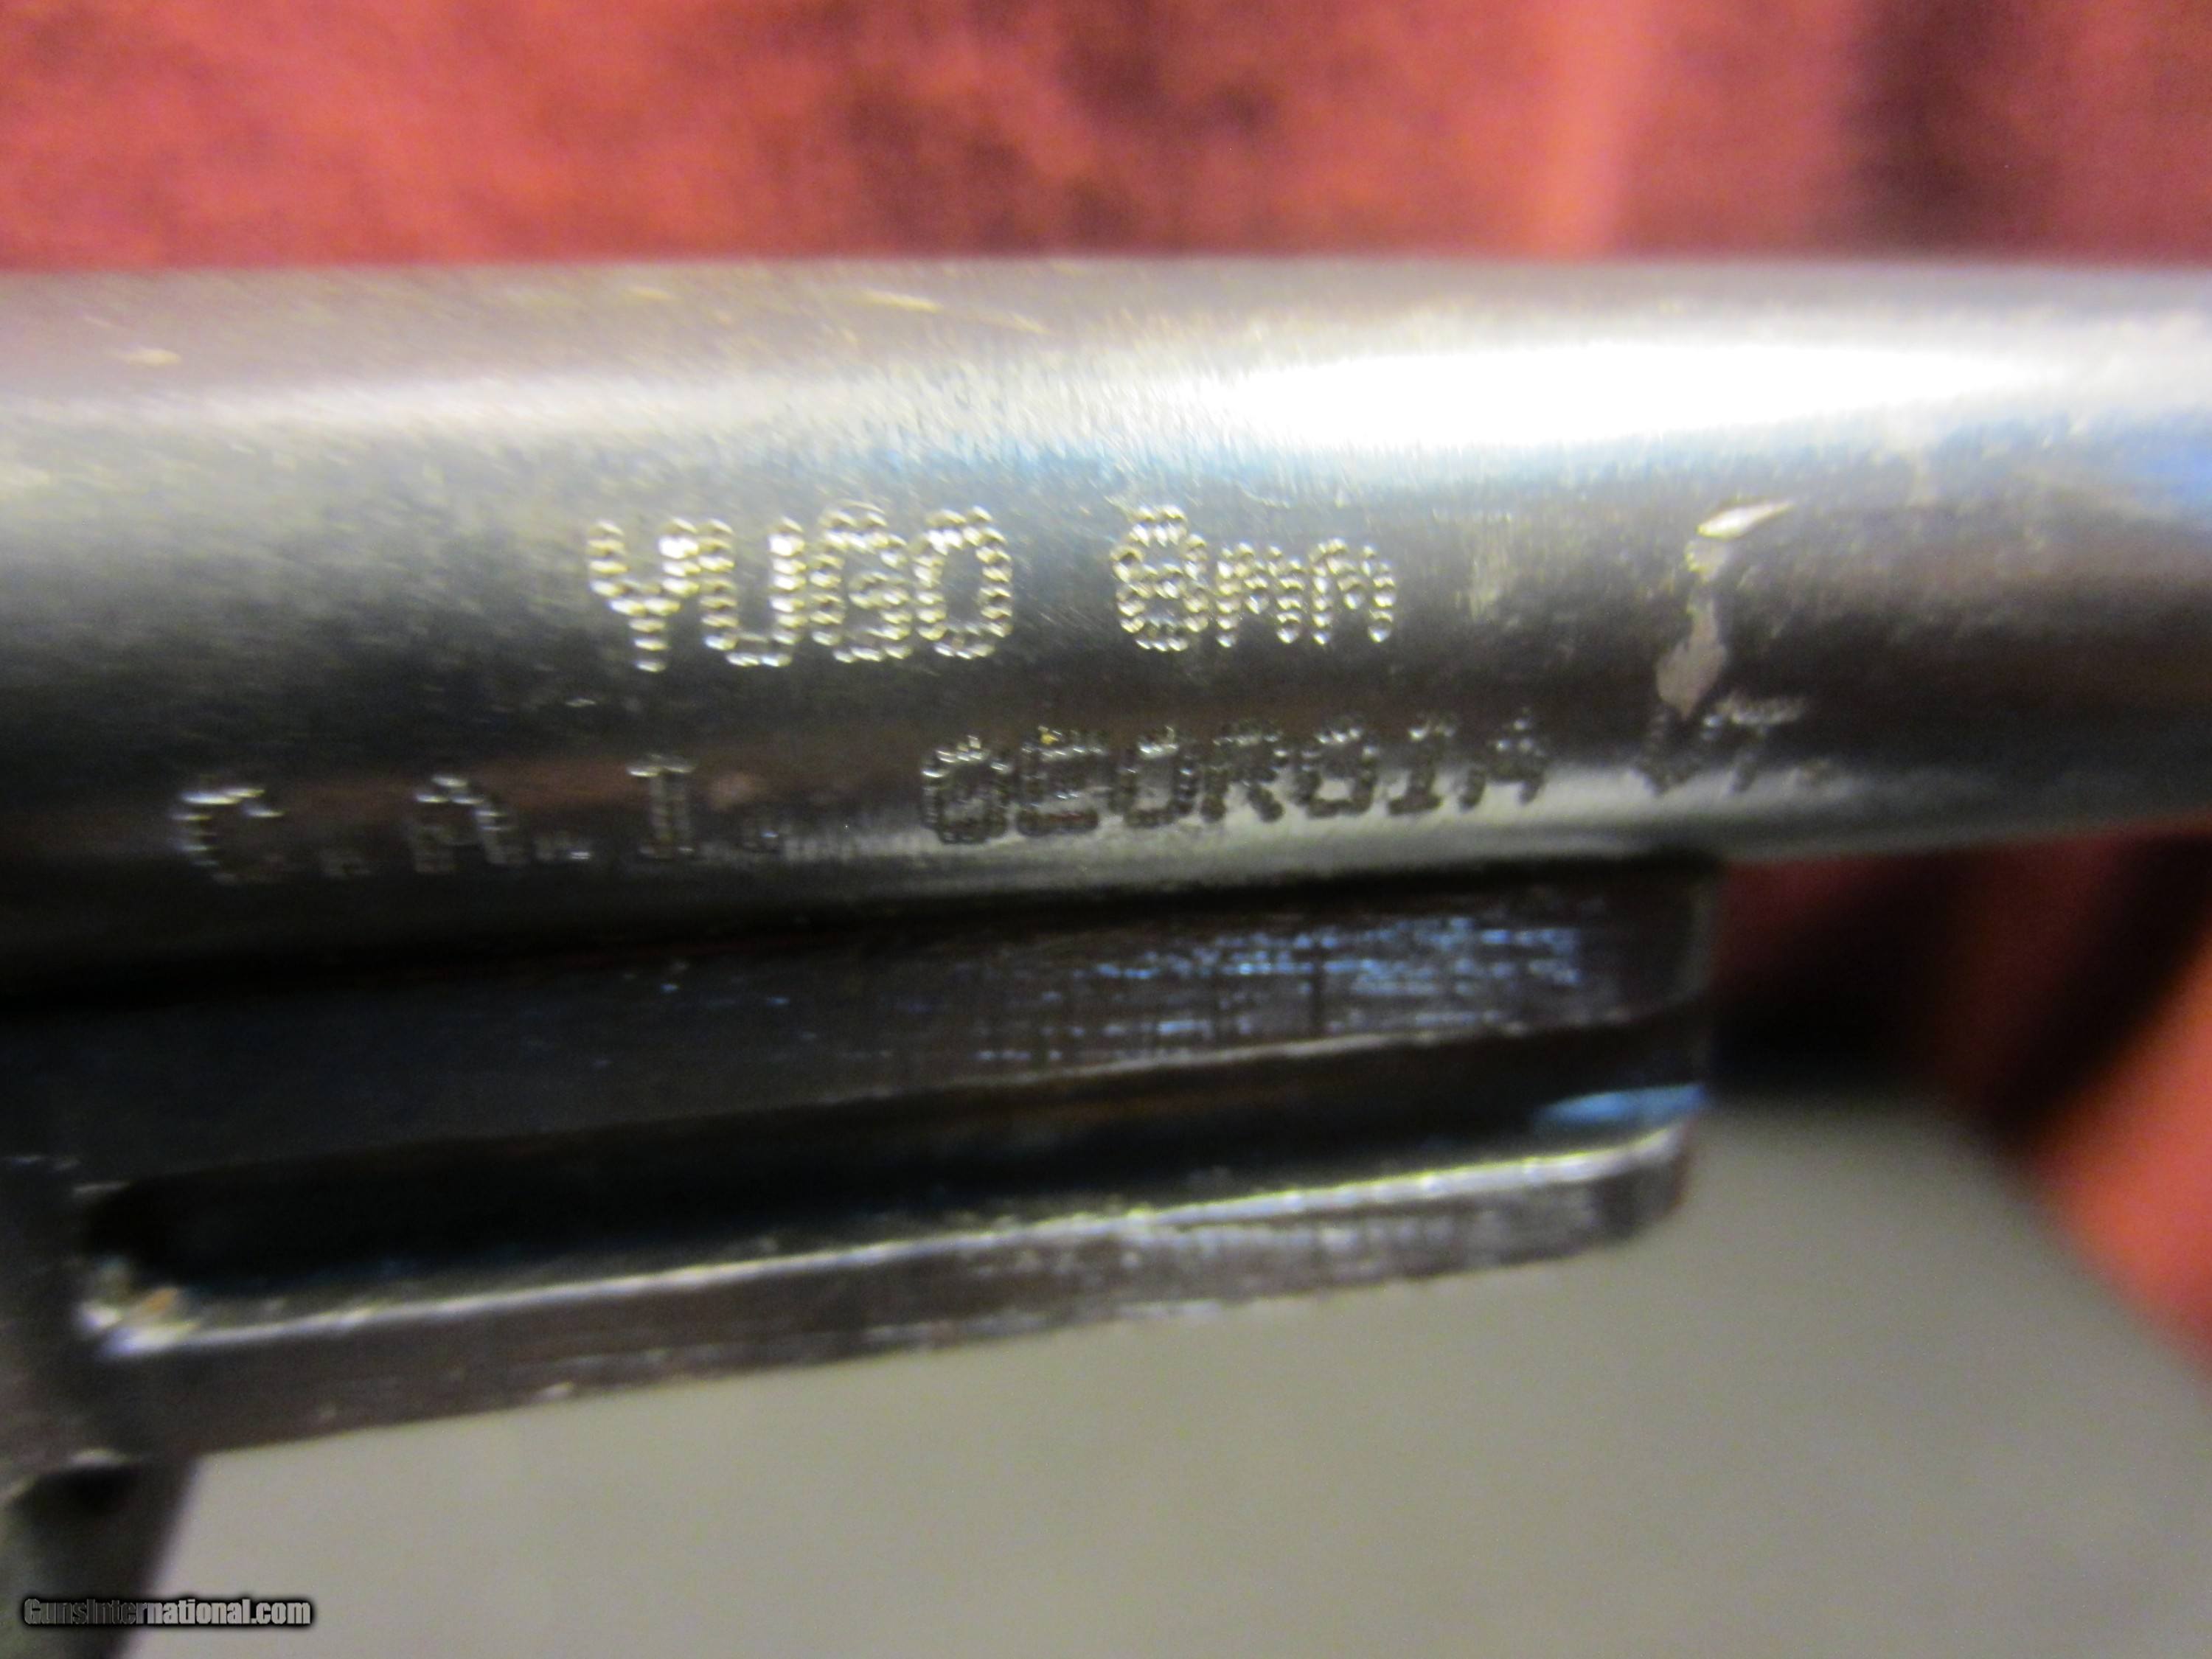 YUGO 8mm
C.A.I. GEORGIA VT.
GunsInternational.com